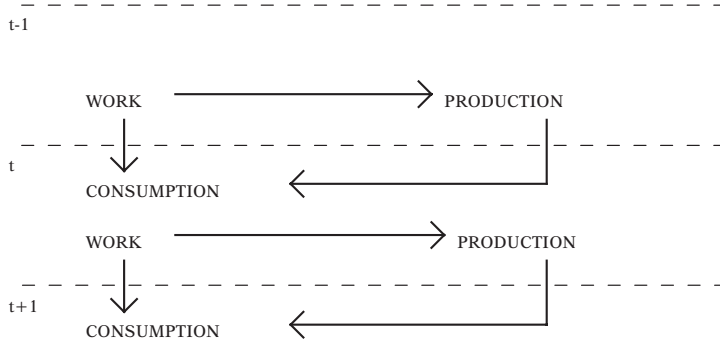 t-1
WORK PRODUCTION
t
CONSUMPTION
WORK PRODUCTION
t+1
CONSUMPTION